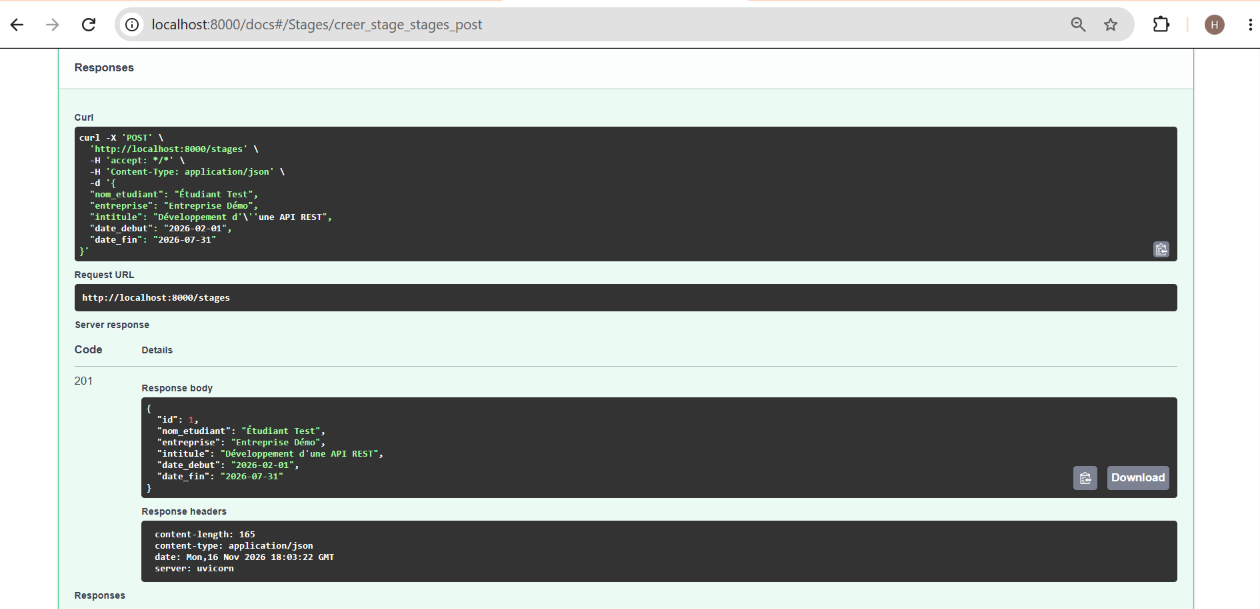 localhost:8000/docs#/Stages/creer_stage_stages_post
H
Responses
Curl
curl -X 'POST' \
  'http://localhost:8000/stages' \
  -H 'accept: */*' \
  -H 'Content-Type: application/json' \
  -d '{
  "nom_etudiant": "Étudiant Test",
  "entreprise": "Entreprise Démo",
  "intitule": "Développement d'\''une API REST",
  "date_debut": "2026-02-01",
  "date_fin": "2026-07-31"
}'
Request URL
http://localhost:8000/stages
Server response
Code Details
201
Response body
{
  "id": 1,
  "nom_etudiant": "Étudiant Test",
  "entreprise": "Entreprise Démo",
  "intitule": "Développement d'une API REST",
  "date_debut": "2026-02-01",
  "date_fin": "2026-07-31"
}
Download
Response headers
content-length: 165
content-type: application/json
date: Mon,16 Nov 2026 18:03:22 GMT
server: uvicorn
Responses